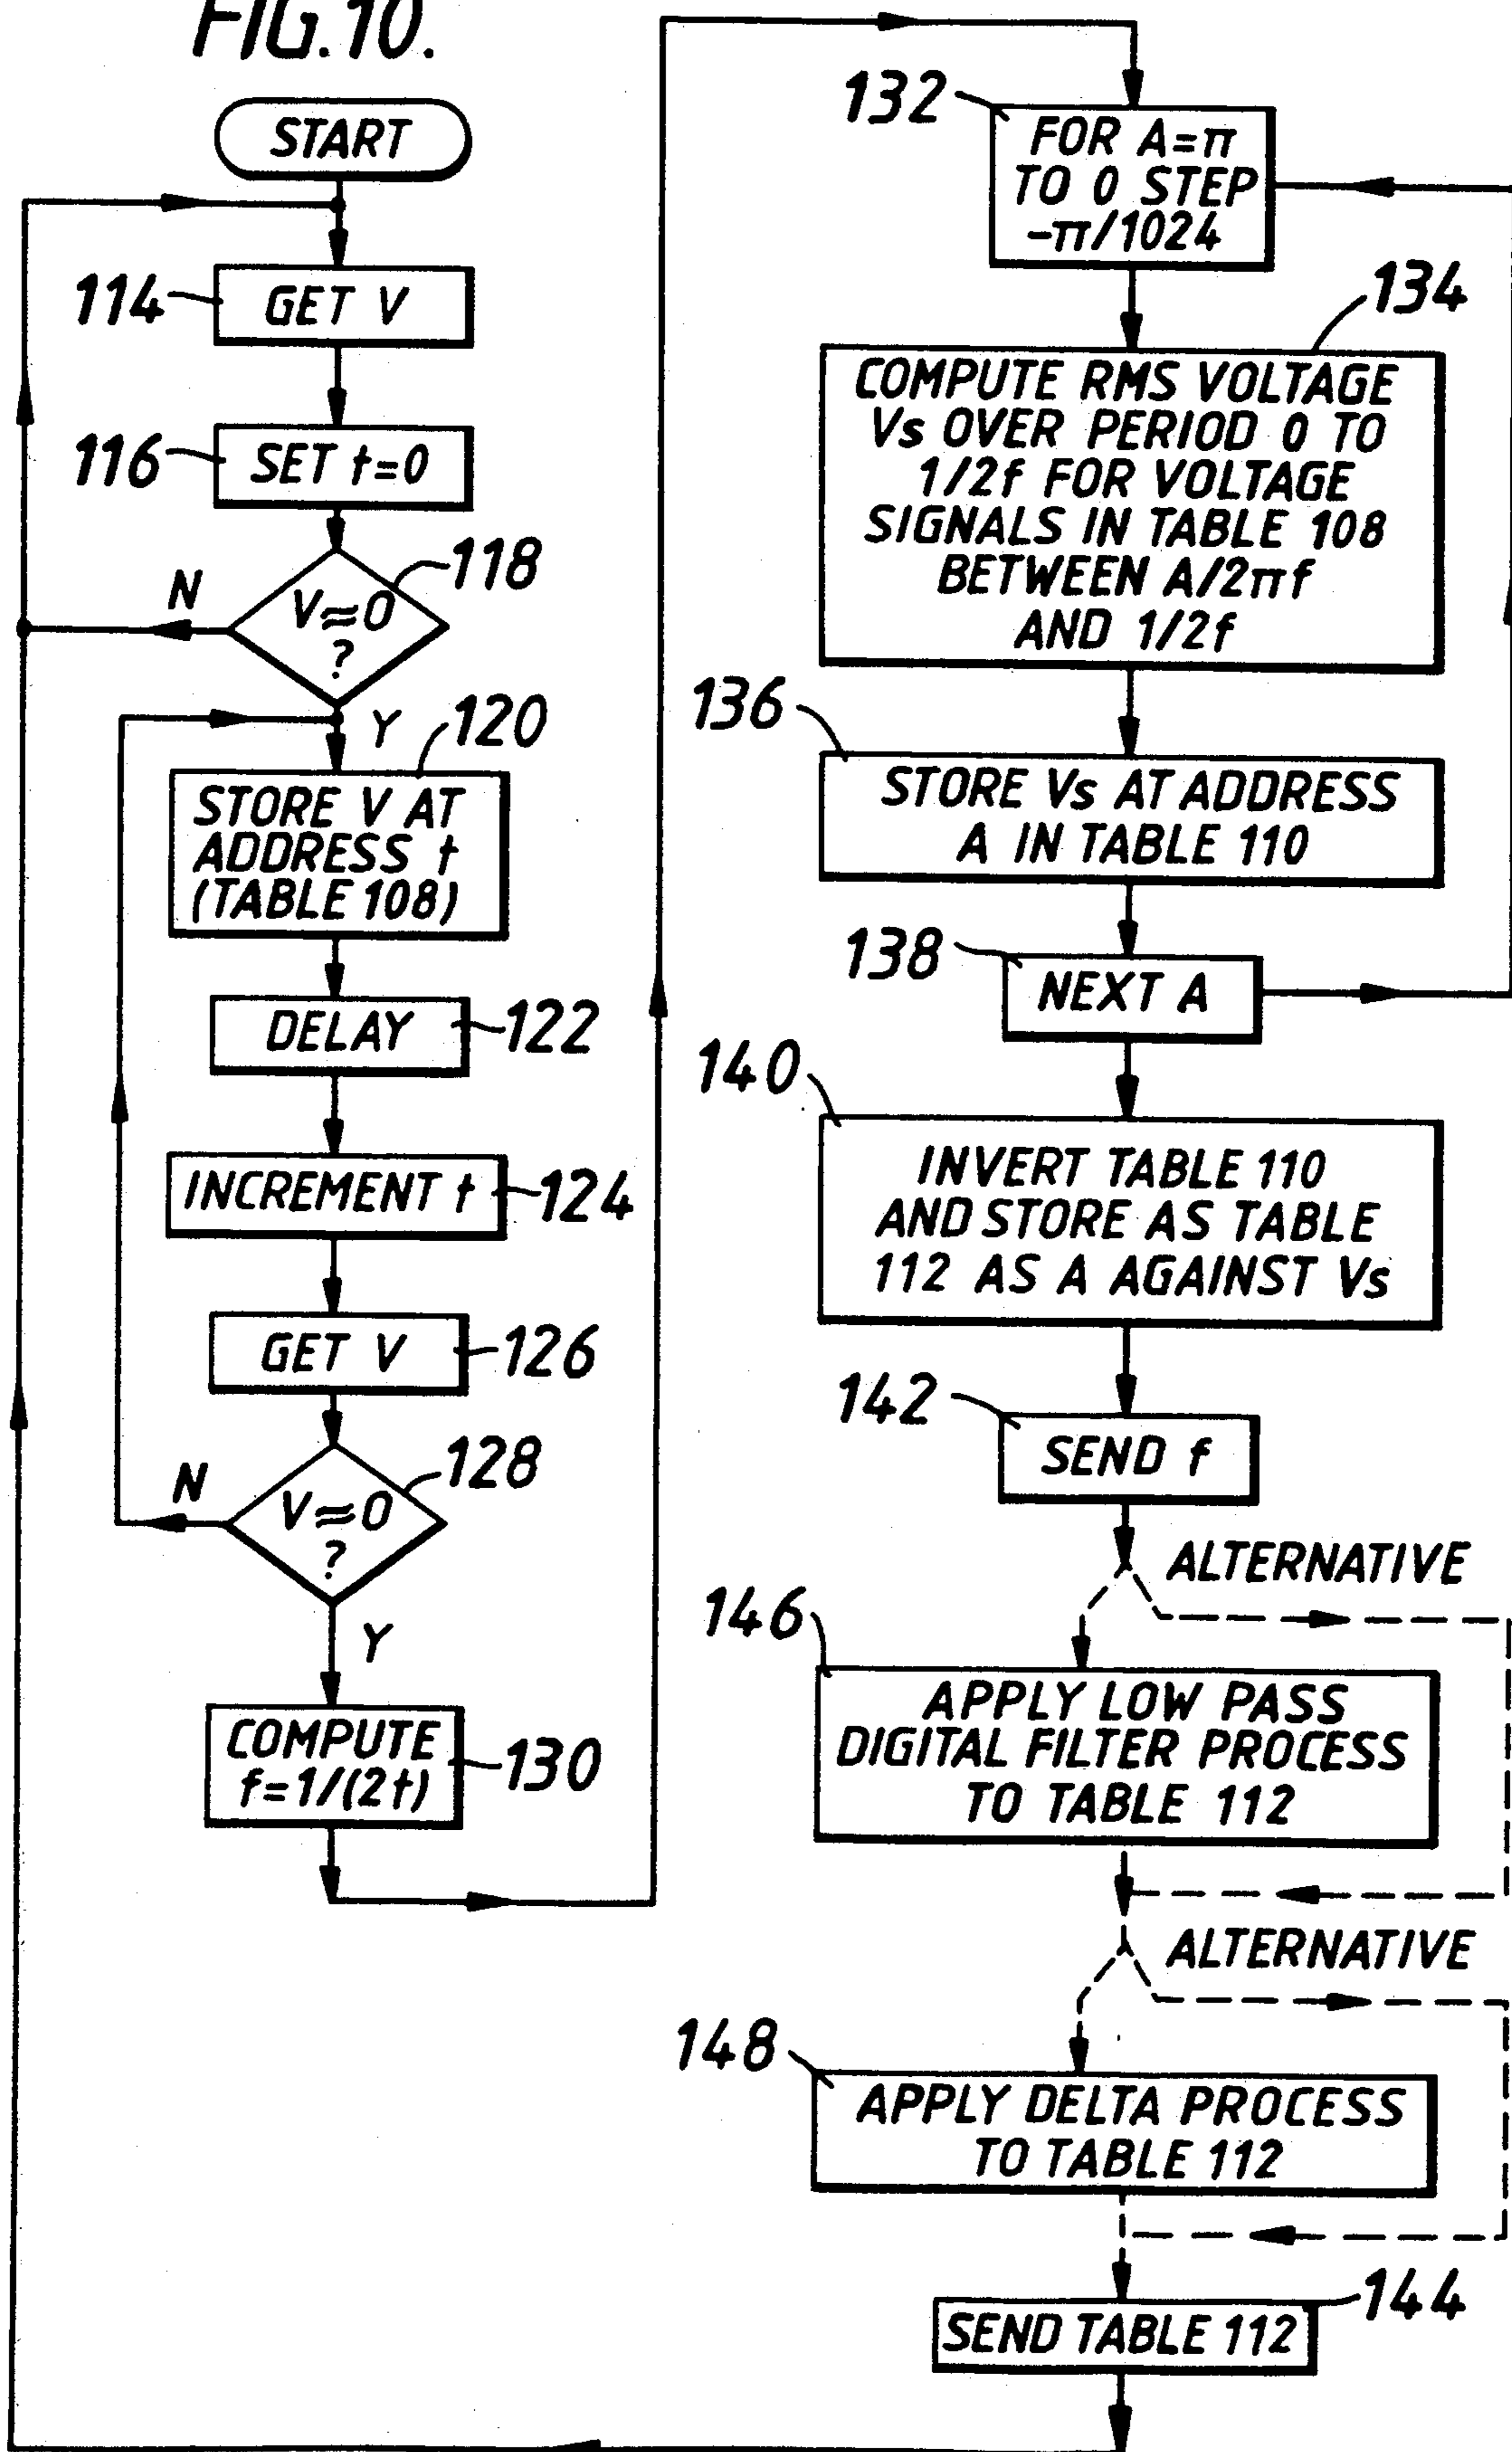 FIG.10.
START
114
GET V
116
SET t=0
118
N
V≈0
?
Y
120
STORE V AT
ADDRESS t
(TABLE 108)
DELAY
122
INCREMENT t
124
GET V
126
128
N
V≈0
?
Y
COMPUTE
f=1/(2t)
130
132
FOR A=π
TO 0 STEP
-π/1024
134
COMPUTE RMS VOLTAGE
Vs OVER PERIOD 0 TO
1/2f FOR VOLTAGE
SIGNALS IN TABLE 108
BETWEEN A/2πf
AND 1/2f
136
STORE Vs AT ADDRESS
A IN TABLE 110
138
NEXT A
140
INVERT TABLE 110
AND STORE AS TABLE
112 AS A AGAINST Vs
142
SEND f
ALTERNATIVE
146
APPLY LOW PASS
DIGITAL FILTER PROCESS
TO TABLE 112
ALTERNATIVE
148
APPLY DELTA PROCESS
TO TABLE 112
144
SEND TABLE 112